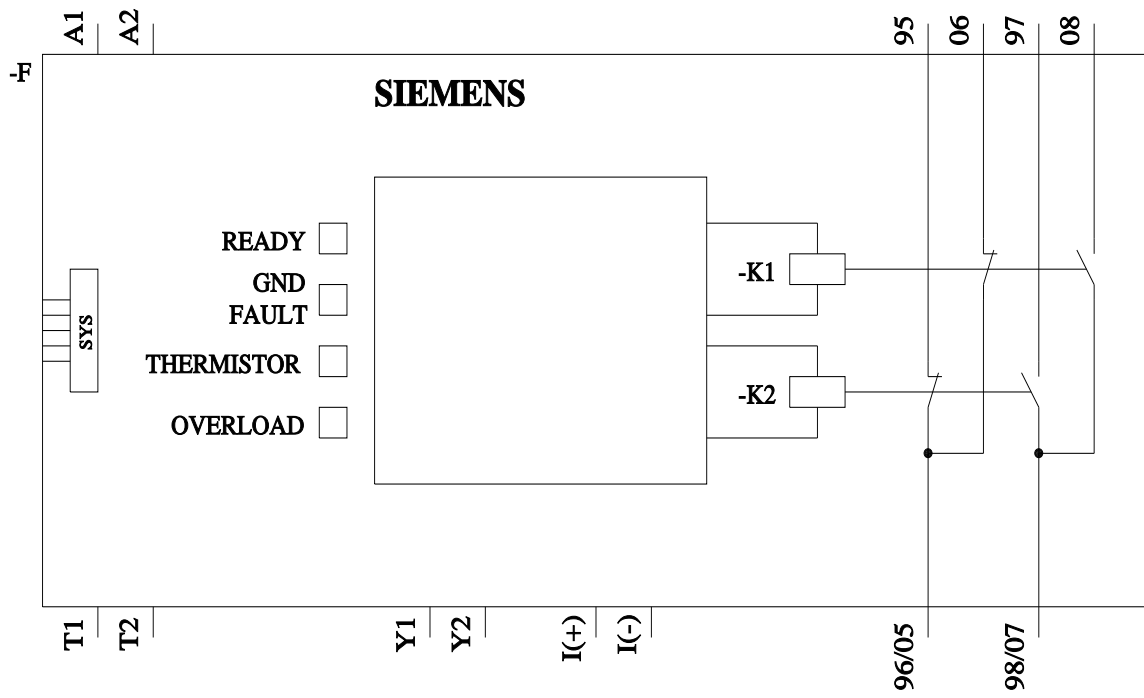 A1
A2
95
06
97
08
-F
SIEMENS
READY
GND
FAULT
THERMISTOR
OVERLOAD
SYS
-K1
-K2
T1
T2
Y1
Y2
I(+)
I(-)
96/05
98/07